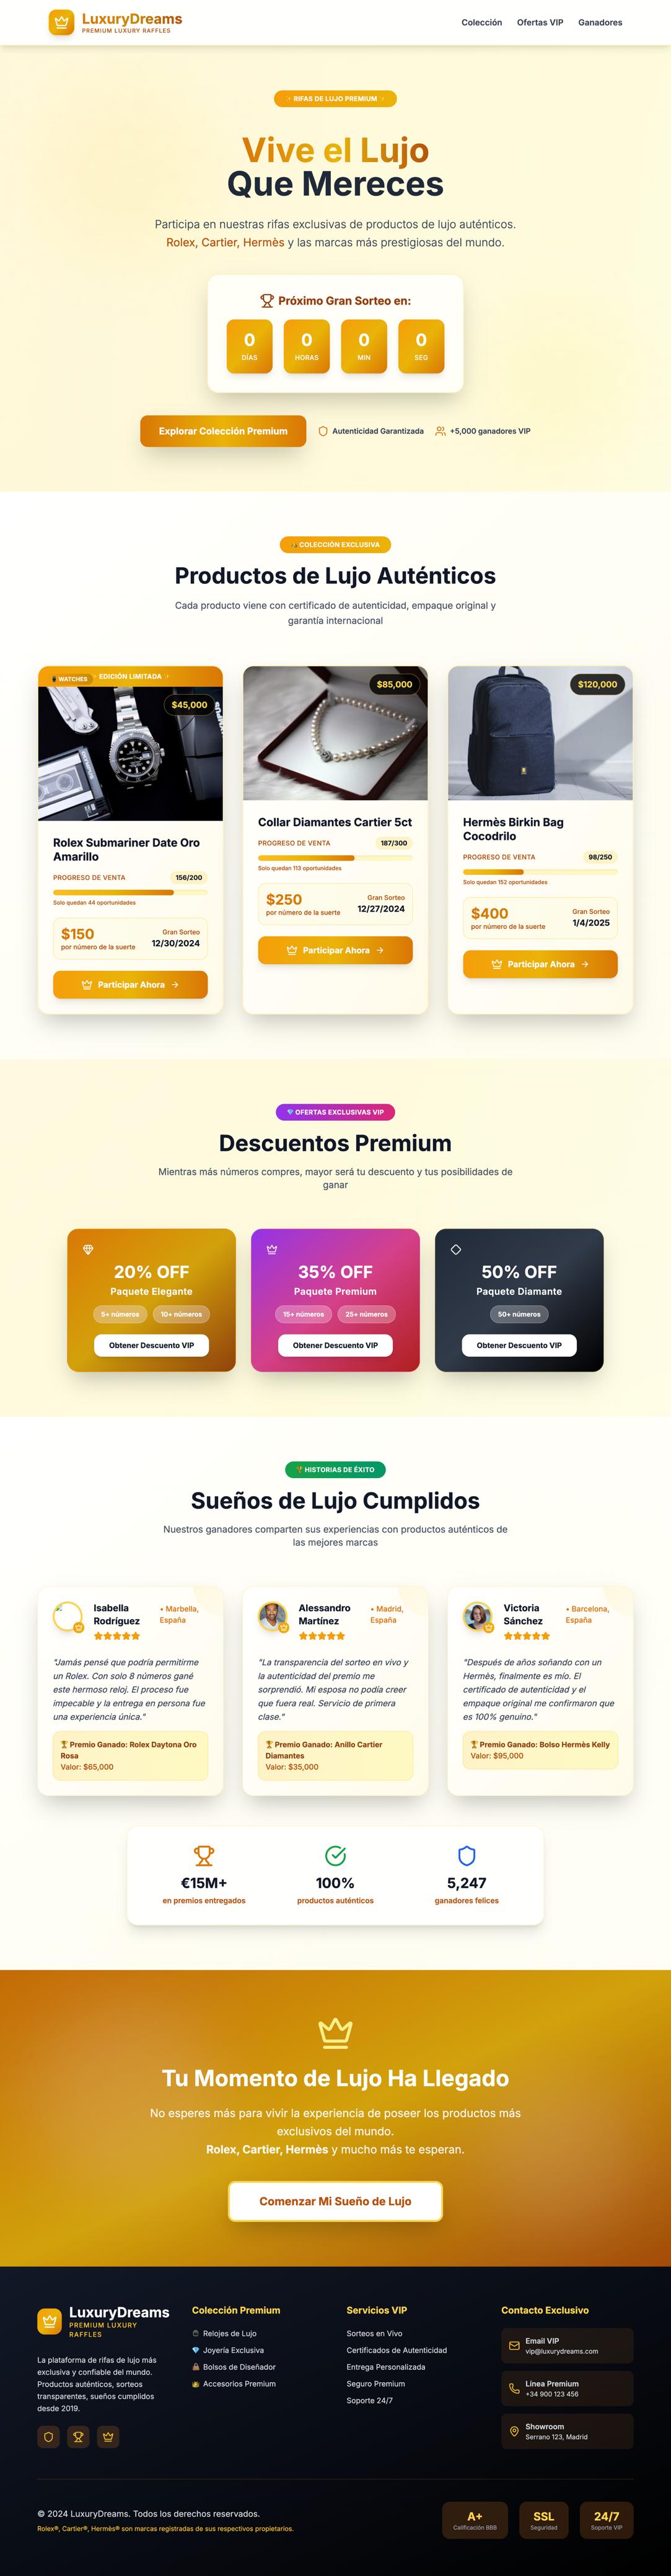 LuxuryDreams
PREMIUM LUXURY RAFFLES
Colección
Ofertas VIP
Ganadores
RIFAS DE LUJO PREMIUM
Vive el Lujo
Que Mereces
Participa en nuestras rifas exclusivas de productos de lujo auténticos.
Rolex, Cartier, Hermès y las marcas más prestigiosas del mundo.
Próximo Gran Sorteo en:
0
DÍAS
0
HORAS
0
MIN
0
SEG
Explorar Colección Premium
Autenticidad Garantizada
+5,000 ganadores VIP
COLECCIÓN EXCLUSIVA
Productos de Lujo Auténticos
Cada producto viene con certificado de autenticidad, empaque original y
garantía internacional
WATCHES
EDICIÓN LIMITADA
$45,000
Rolex Submariner Date Oro
Amarillo
PROGRESO DE VENTA
156/200
Solo quedan 44 oportunidades
$150
por número de la suerte
Gran Sorteo
12/30/2024
Participar Ahora →
$85,000
Collar Diamantes Cartier 5ct
PROGRESO DE VENTA
187/300
Solo quedan 113 oportunidades
$250
por número de la suerte
Gran Sorteo
12/27/2024
Participar Ahora →
$120,000
Hermès Birkin Bag
Cocodrilo
PROGRESO DE VENTA
98/250
Solo quedan 152 oportunidades
$400
por número de la suerte
Gran Sorteo
1/4/2025
Participar Ahora →
OFERTAS EXCLUSIVAS VIP
Descuentos Premium
Mientras más números compres, mayor será tu descuento y tus posibilidades de
ganar
20% OFF
Paquete Elegante
5+ números
10+ números
Obtener Descuento VIP
35% OFF
Paquete Premium
15+ números
25+ números
Obtener Descuento VIP
50% OFF
Paquete Diamante
50+ números
Obtener Descuento VIP
HISTORIAS DE ÉXITO
Sueños de Lujo Cumplidos
Nuestros ganadores comparten sus experiencias con productos auténticos de
las mejores marcas
Isabella
Rodríguez
• Marbella,
España
"Jamás pensé que podría permitirme
un Rolex. Con solo 8 números gané
este hermoso reloj. El proceso fue
impecable y la entrega en persona fue
una experiencia única."
Premio Ganado: Rolex Daytona Oro
Rosa
Valor: $65,000
Alessandro
Martínez
• Madrid,
España
"La transparencia del sorteo en vivo y
la autenticidad del premio me
sorprendió. Mi esposa no podía creer
que fuera real. Servicio de primera
clase."
Premio Ganado: Anillo Cartier
Diamantes
Valor: $35,000
Victoria
Sánchez
• Barcelona,
España
"Después de años soñando con un
Hermès, finalmente es mío. El
certificado de autenticidad y el
empaque original me confirmaron que
es 100% genuino."
Premio Ganado: Bolso Hermès Kelly
Valor: $95,000
€15M+
en premios entregados
100%
productos auténticos
5,247
ganadores felices
Tu Momento de Lujo Ha Llegado
No esperes más para vivir la experiencia de poseer los productos más
exclusivos del mundo.
Rolex, Cartier, Hermès y mucho más te esperan.
Comenzar Mi Sueño de Lujo
LuxuryDreams
PREMIUM LUXURY
RAFFLES
La plataforma de rifas de lujo más
exclusiva y confiable del mundo.
Productos auténticos, sorteos
transparentes, sueños cumplidos
desde 2019.
Colección Premium
Relojes de Lujo
Joyería Exclusiva
Bolsos de Diseñador
Accesorios Premium
Servicios VIP
Sorteos en Vivo
Certificados de Autenticidad
Entrega Personalizada
Seguro Premium
Soporte 24/7
Contacto Exclusivo
Email VIP
vip@luxurydreams.com
Línea Premium
+34 900 123 456
Showroom
Serrano 123, Madrid
© 2024 LuxuryDreams. Todos los derechos reservados.
Rolex®, Cartier®, Hermès® son marcas registradas de sus respectivos propietarios.
A+
Calificación BBB
SSL
Seguridad
24/7
Soporte VIP